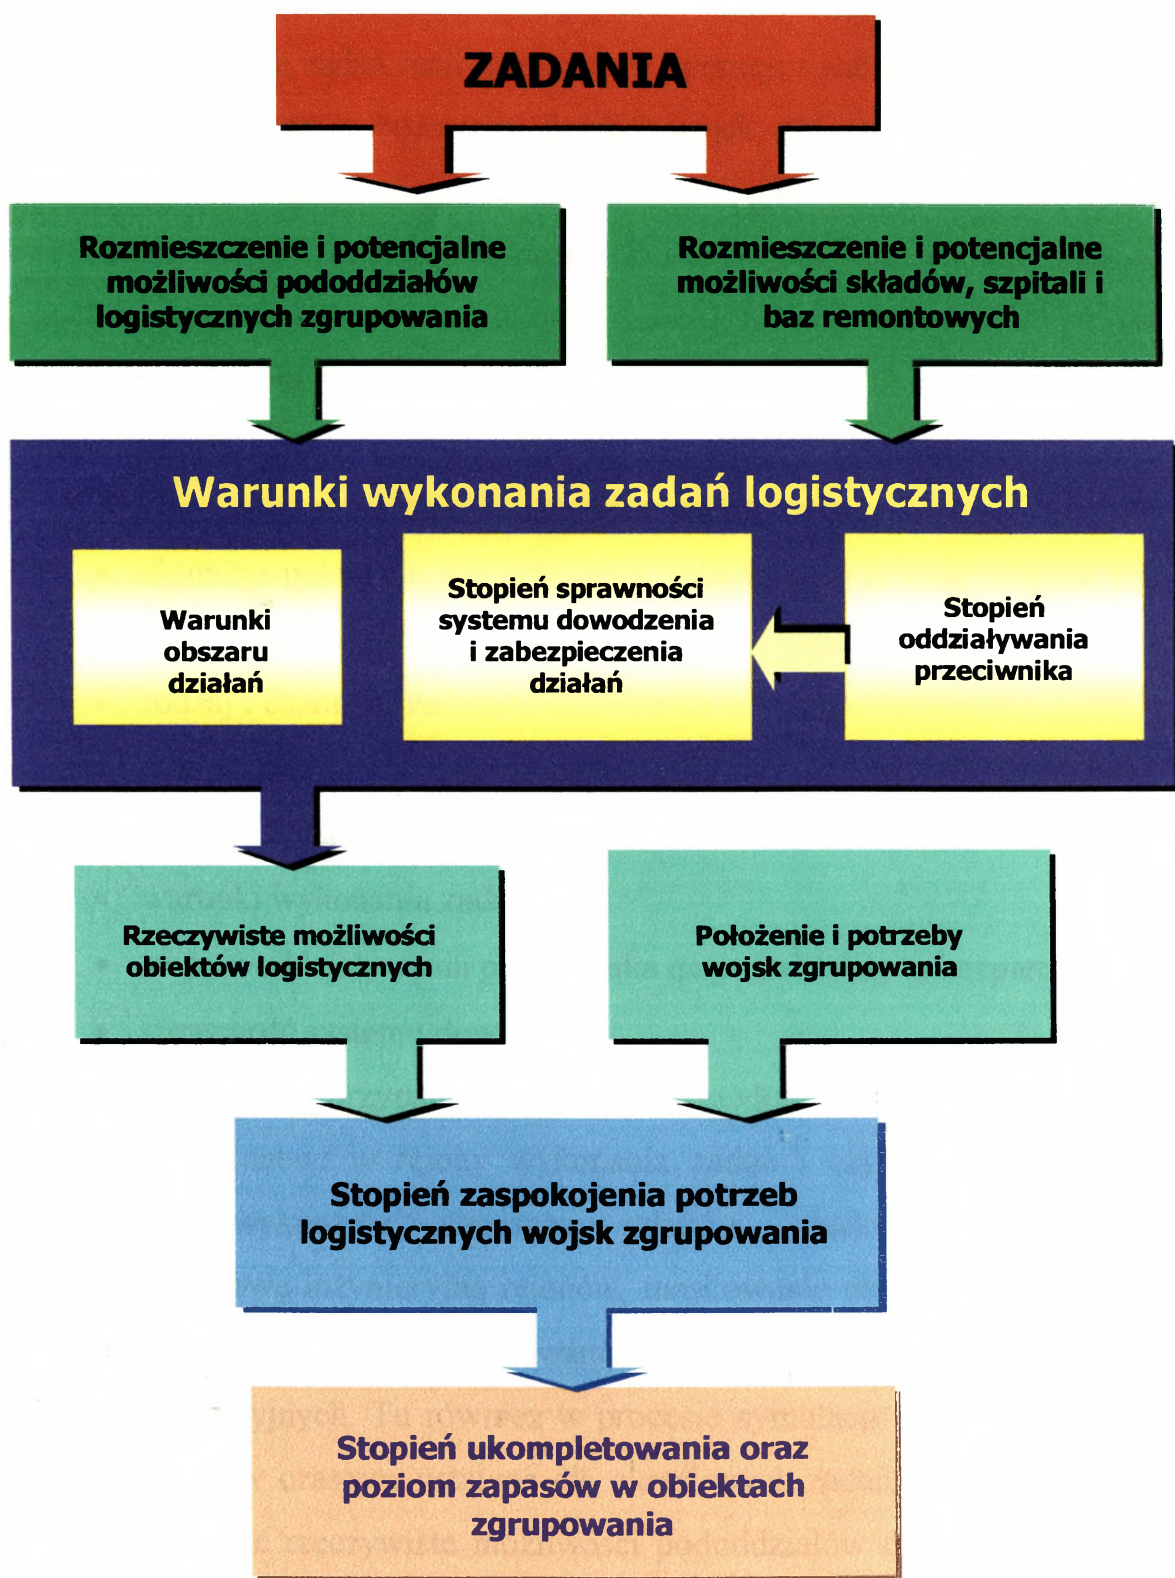 ZADANIA
Rozmieszczenie i potencjalne
możliwości pododdziałów
logistycznych zgrupowania
Rozmieszczenie i potencjalne
możliwości składów, szpitali i
baz remontowych
Warunki wykonania zadań logistycznych
Warunki
obszaru
działań
Stopień sprawności
systemu dowodzenia
i zabezpieczenia
działań
Stopień
oddziaływania
przeciwnika
Rzeczywiste możliwości
obiektów logistycznych
Położenie i potrzeby
wojsk zgrupowania
Stopień zaspokojenia potrzeb
logistycznych wojsk zgrupowania
Stopień ukompletowania oraz
poziom zapasów w obiektach
zgrupowania